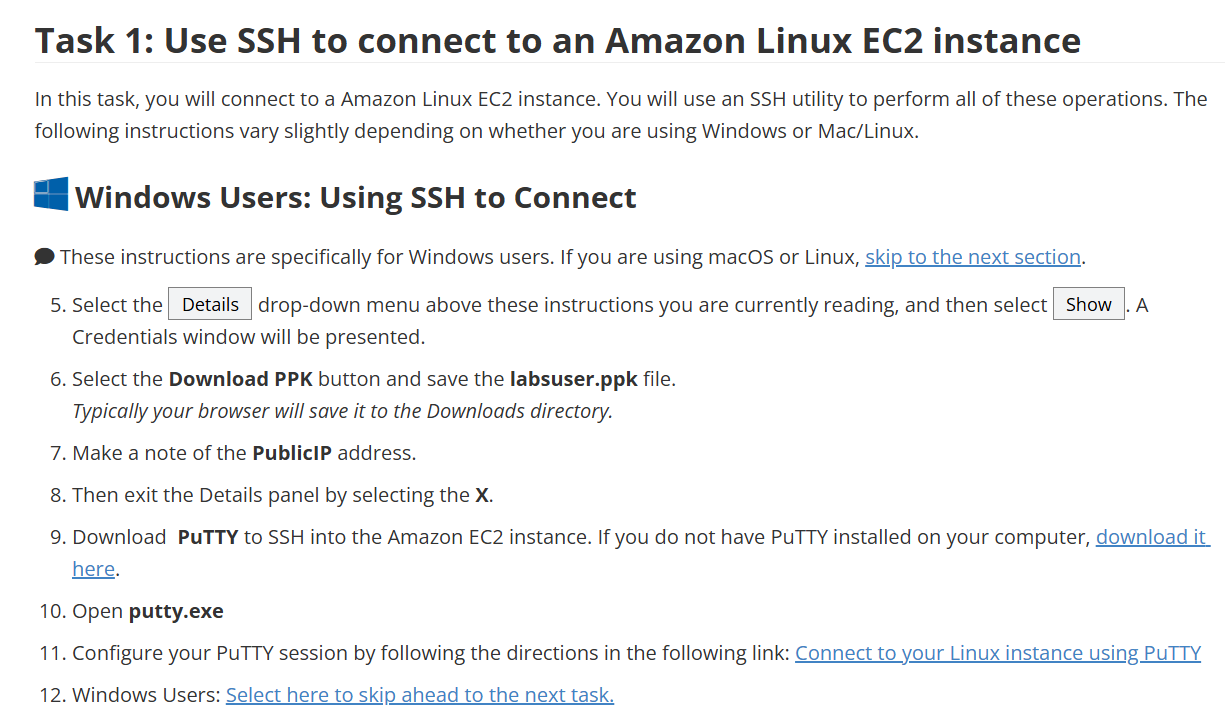 Task 1: Use SSH to connect to an Amazon Linux EC2 instance
In this task, you will connect to a Amazon Linux EC2 instance. You will use an SSH utility to perform all of these operations. The
following instructions vary slightly depending on whether you are using Windows or Mac/Linux.
Windows Users: Using SSH to Connect
These instructions are specifically for Windows users. If you are using macOS or Linux, skip to the next section.
5. Select the Details drop-down menu above these instructions you are currently reading, and then select Show. A
Credentials window will be presented.
6. Select the Download PPK button and save the labsuser.ppk file.
Typically your browser will save it to the Downloads directory.
7. Make a note of the PublicIP address.
8. Then exit the Details panel by selecting the X.
9. Download PuTTY to SSH into the Amazon EC2 instance. If you do not have PuTTY installed on your computer, download it
here.
10. Open putty.exe
11. Configure your PuTTY session by following the directions in the following link: Connect to your Linux instance using PuTTY
12. Windows Users: Select here to skip ahead to the next task.